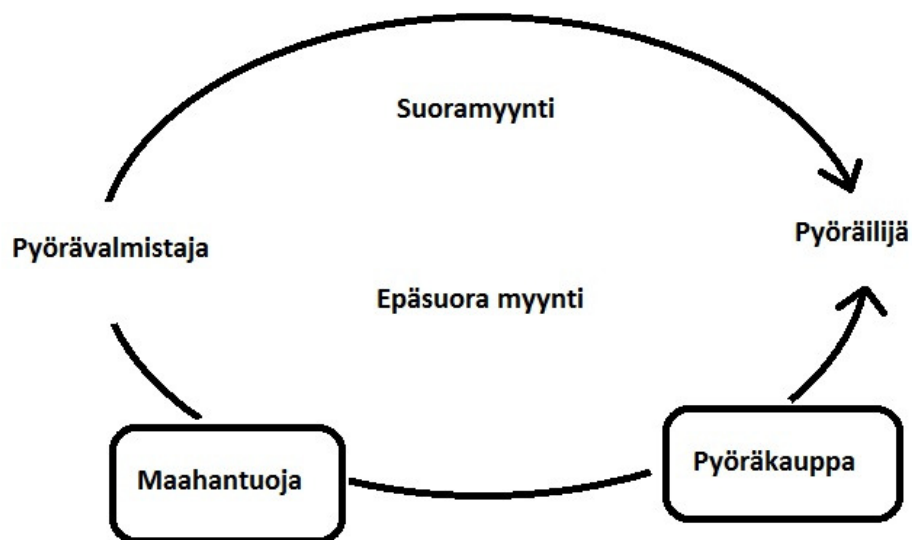 Suoramyynti
Pyörävalmistaja
Pyöräilijä
Epäsuora myynti
Maahantuoja
Pyöräkauppa